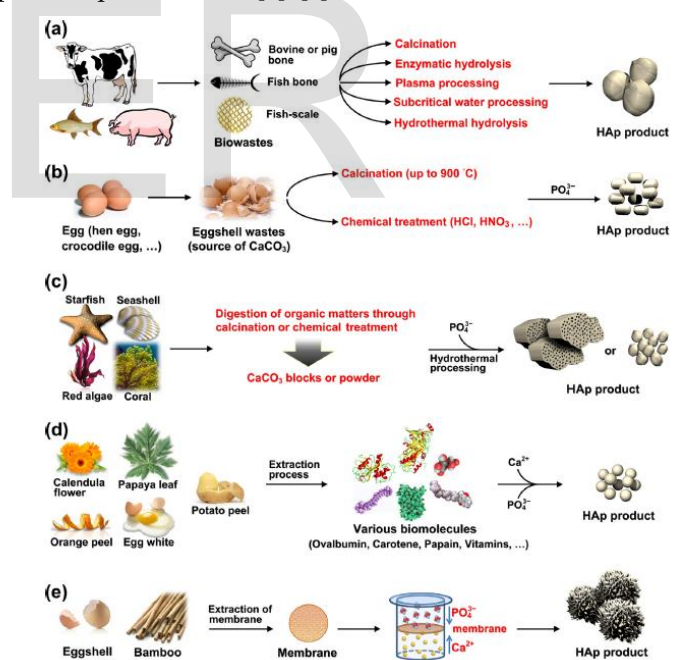 (a)
Bovine or pig
bone
Fish bone
Fish-scale
Biowastes
Calcination
Enzymatic hydrolysis
Plasma processing
Subcritical water processing
Hydrothermal hydrolysis
HAp product
(b)
Egg (hen egg,
crocodile egg, ...)
Eggshell wastes
(source of CaCO₃)
Calcination (up to 900 °C)
Chemical treatment (HCl, HNO₃, ...)
PO₄³⁻
HAp product
(c)
Starfish Seashell
Red algae Coral
Digestion of organic matters through
calcination or chemical treatment
CaCO₃ blocks or powder
PO₄³⁻
Hydrothermal
processing
or
HAp product
(d)
Calendula
flower
Papaya leaf
Potato peel
Orange peel Egg white
Extraction
process
Various biomolecules
(Ovalbumin, Carotene, Papain, Vitamins, ...)
Ca²⁺
PO₄³⁻
HAp product
(e)
Eggshell Bamboo
Extraction of
membrane
Membrane
PO₄³⁻
membrane
Ca²⁺
HAp product